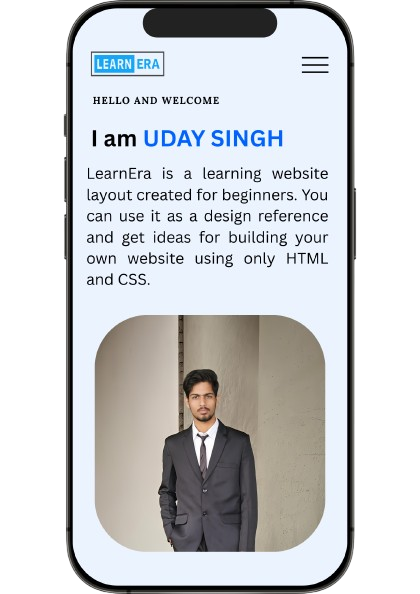 LEARN ERA
HELLO AND WELCOME
I am UDAY SINGH
LearnEra is a learning website
layout created for beginners. You
can use it as a design reference
and get ideas for building your
own website using only HTML
and CSS.